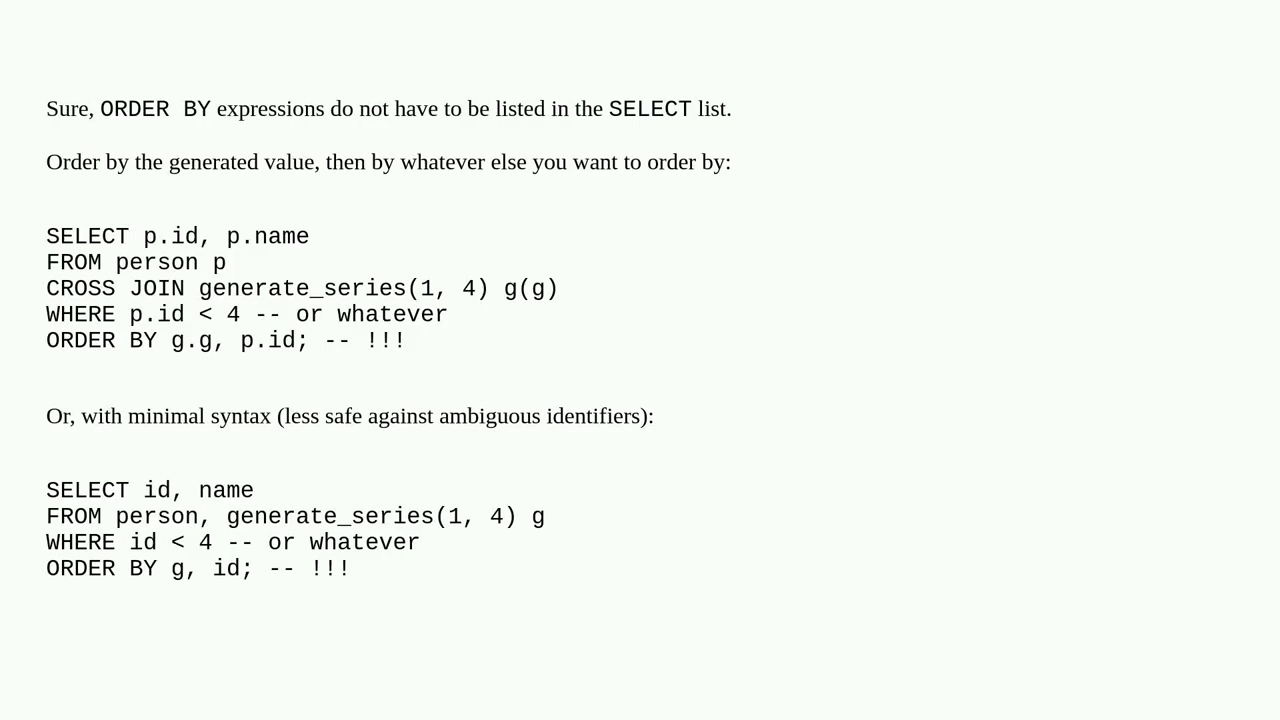 Sure, ORDER BY expressions do not have to be listed in the SELECT list.
Order by the generated value, then by whatever else you want to order by:
SELECT p.id, p.name
FROM person p
CROSS JOIN generate_series(1, 4) g(g)
WHERE p.id < 4 -- or whatever
ORDER BY g.g, p.id; -- !!!
Or, with minimal syntax (less safe against ambiguous identifiers):
SELECT id, name
FROM person, generate_series(1, 4) g
WHERE id < 4 -- or whatever
ORDER BY g, id; -- !!!